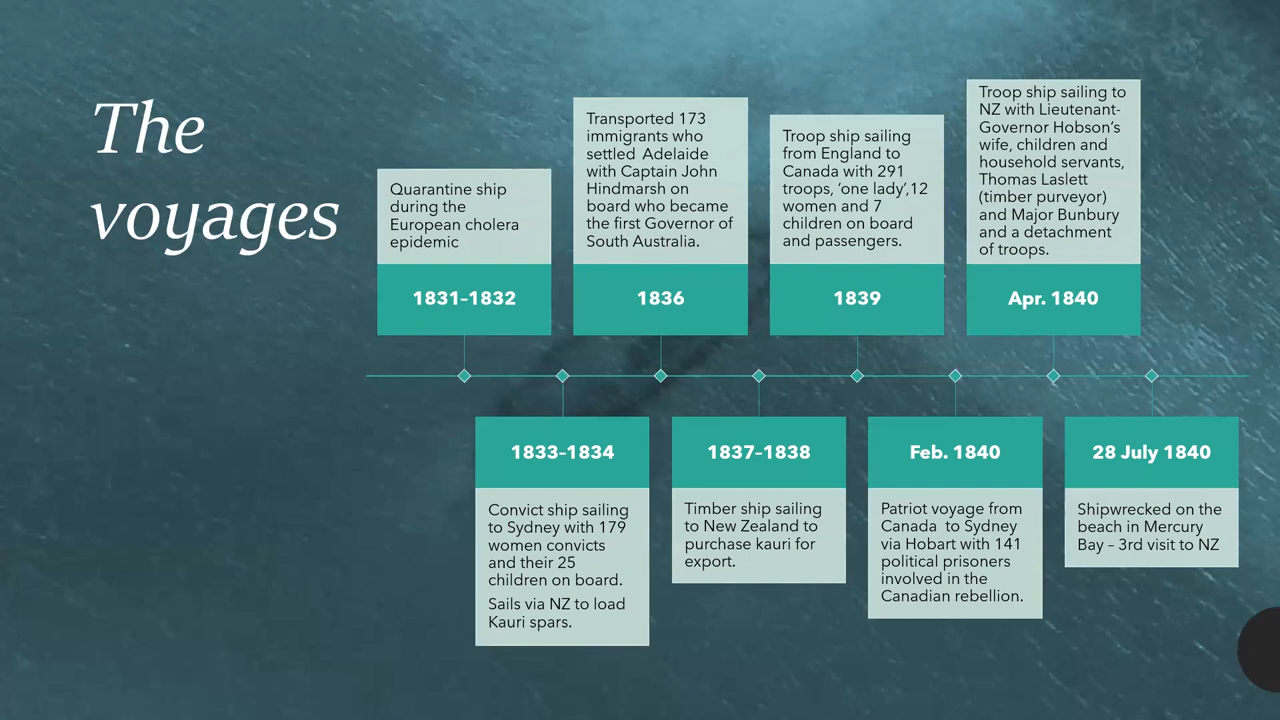 The
voyages
Quarantine ship
during the
European cholera
epidemic
1831–1832
Convict ship sailing
to Sydney with 179
women convicts
and their 25
children on board.
Sails via NZ to load
Kauri spars.
1833–1834
Transported 173
immigrants who
settled Adelaide
with Captain John
Hindmarsh on
board who became
the first Governor of
South Australia.
1836
1837–1838
Timber ship sailing
to New Zealand to
purchase kauri for
export.
Troop ship sailing
from England to
Canada with 291
troops, ‘one lady’,12
women and 7
children on board
and passengers.
1839
Feb. 1840
Patriot voyage from
Canada to Sydney
via Hobart with 141
political prisoners
involved in the
Canadian rebellion.
Troop ship sailing to
NZ with Lieutenant-
Governor Hobson’s
wife, children and
household servants,
Thomas Laslett
(timber purveyor)
and Major Bunbury
and a detachment
of troops.
Apr. 1840
28 July 1840
Shipwrecked on the
beach in Mercury
Bay – 3rd visit to NZ